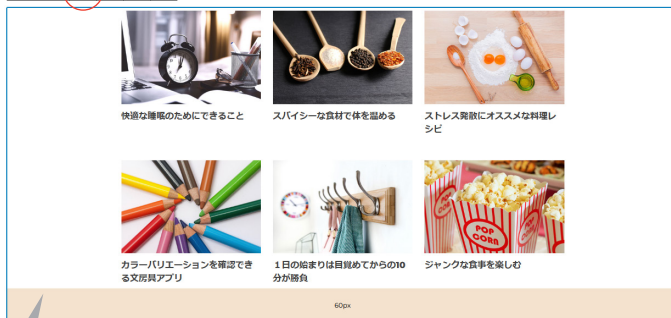 快適な睡眠のためにできること
スパイシーな食材で体を温める
ストレス発散にオススメな料理レ
シピ
POP
CORN
POP
CORN
カラーバリエーションを確認でき
る文房具アプリ
１日の始まりは目覚めてからの10
分が勝負
ジャンクな食事を楽しむ
60px